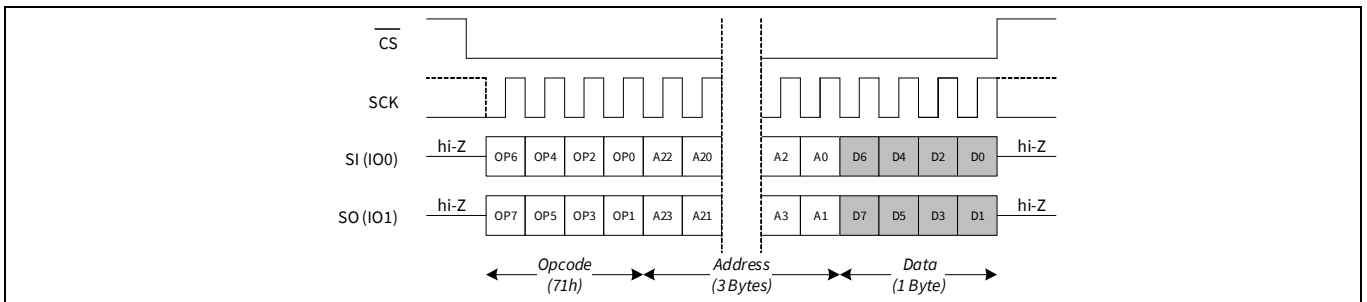 CS
SCK
SI (IO0) hi-Z OP6 OP4 OP2 OP0 A22 A20 A2 A0 D6 D4 D2 D0 hi-Z
SO (IO1) hi-Z OP7 OP5 OP3 OP1 A23 A21 A3 A1 D7 D5 D3 D1 hi-Z
Opcode Address Data
(71h) (3 Bytes) (1 Byte)